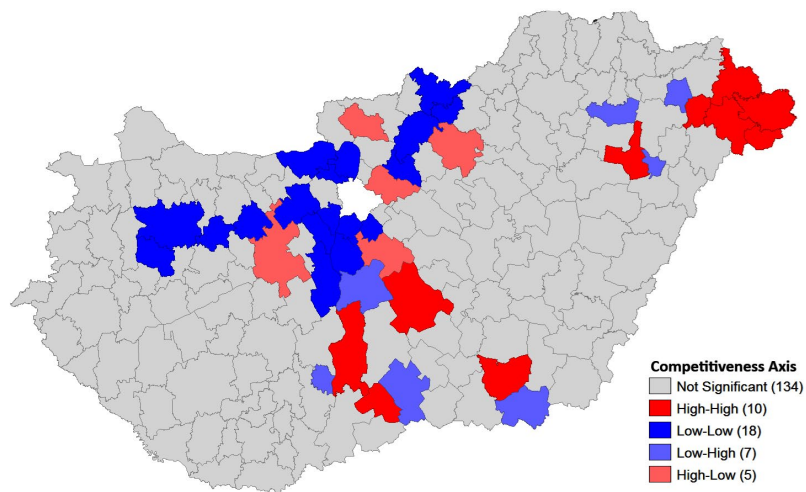 Competitiveness Axis
Not Significant (134)
High-High (10)
Low-Low (18)
Low-High (7)
High-Low (5)